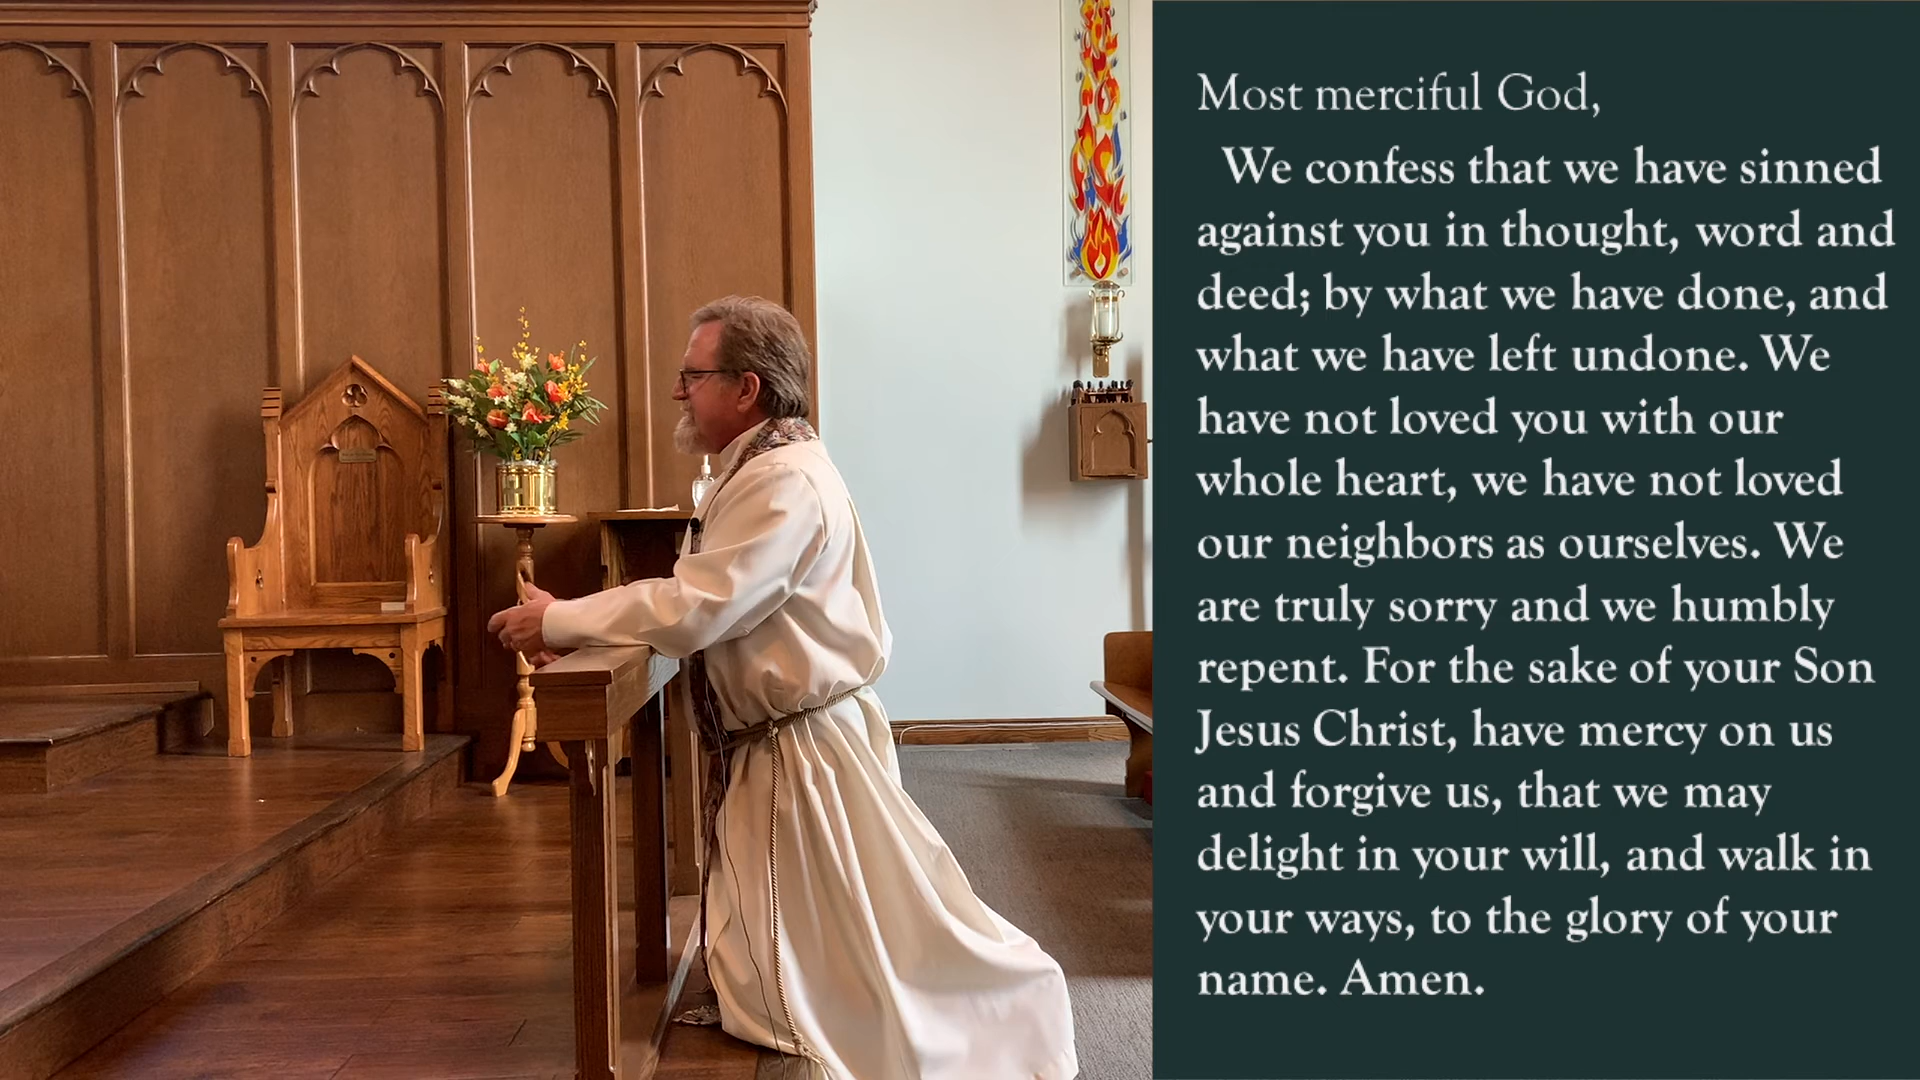 Most merciful God,
We confess that we have sinned
against you in thought, word and
deed; by what we have done, and
what we have left undone. We
have not loved you with our
whole heart, we have not loved
our neighbors as ourselves. We
are truly sorry and we humbly
repent. For the sake of your Son
Jesus Christ, have mercy on us
and forgive us, that we may
delight in your will, and walk in
your ways, to the glory of your
name. Amen.